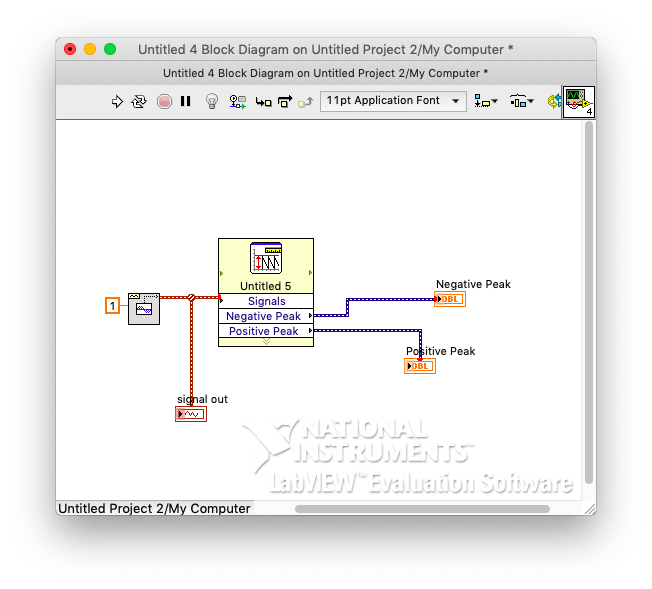 Untitled 4 Block Diagram on Untitled Project 2/My Computer *
Untitled 4 Block Diagram on Untitled Project 2/My Computer *
11pt Application Font
4
Untitled 5
Signals
Negative Peak
Positive Peak
1
Negative Peak
DBL
Positive Peak
DBL
signal out
NATIONAL
INSTRUMENTS™
LabVIEW™ Evaluation Software
Untitled Project 2/My Computer